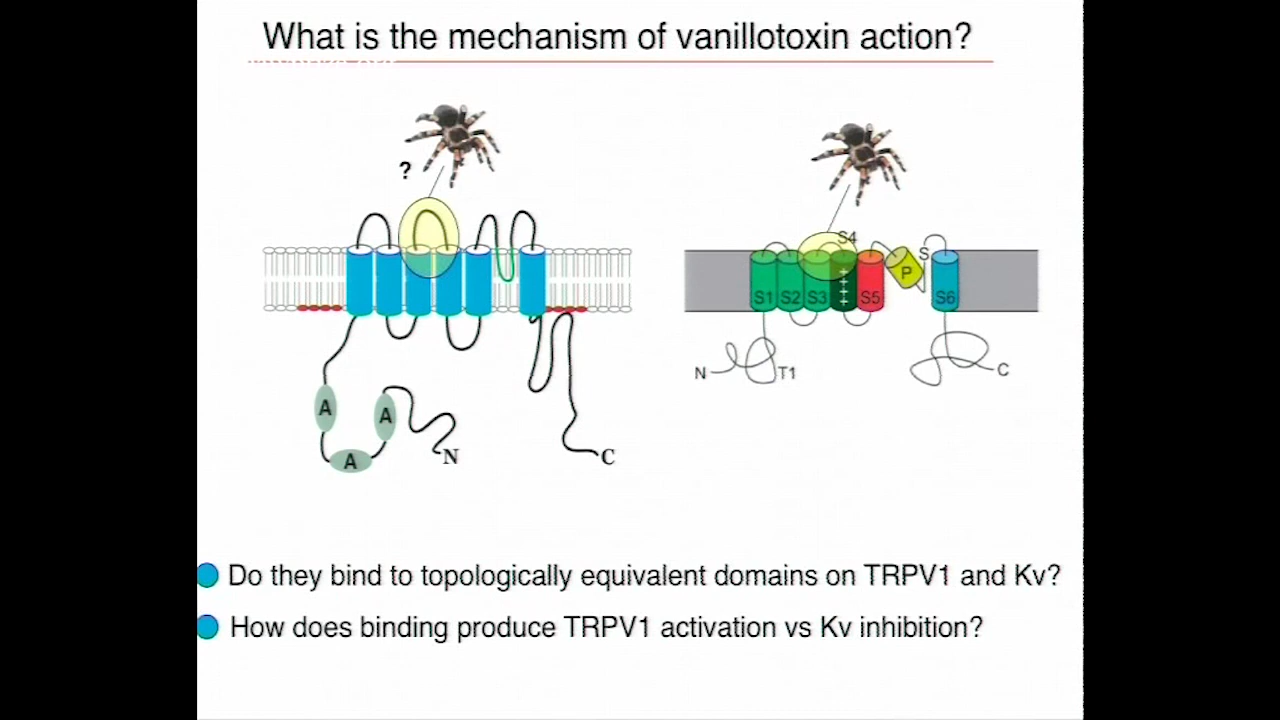 What is the mechanism of vanillotoxin action?
?
S4
S
P
S1 S2 S3 S5 S6
++++
N T1 C
A A A
N C
Do they bind to topologically equivalent domains on TRPV1 and Kv?
How does binding produce TRPV1 activation vs Kv inhibition?